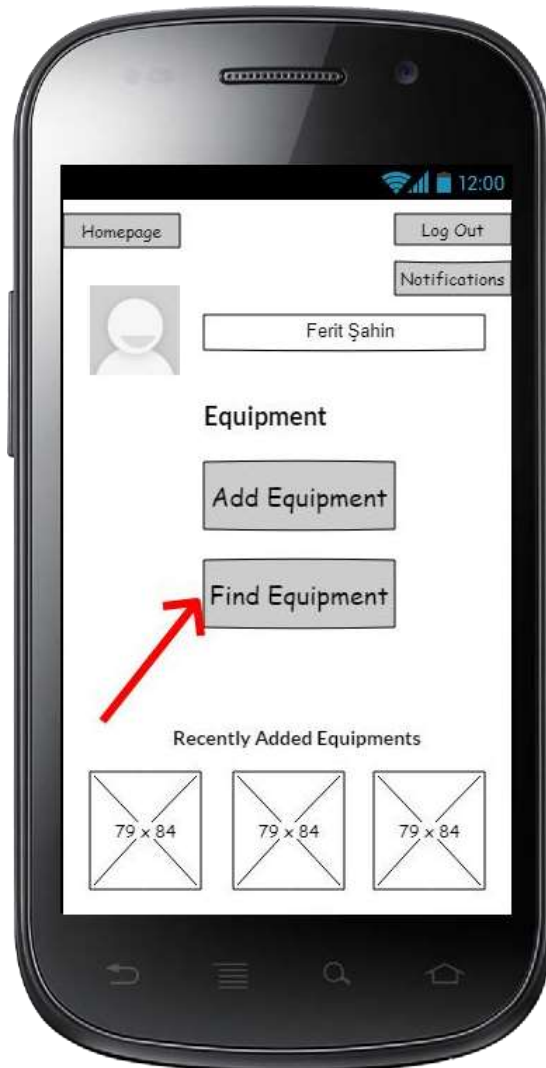 12:00
Homepage
Log Out
Notifications
Ferit Şahin
Equipment
Add Equipment
Find Equipment
Recently Added Equipments
79 x 84
79 x 84
79 x 84